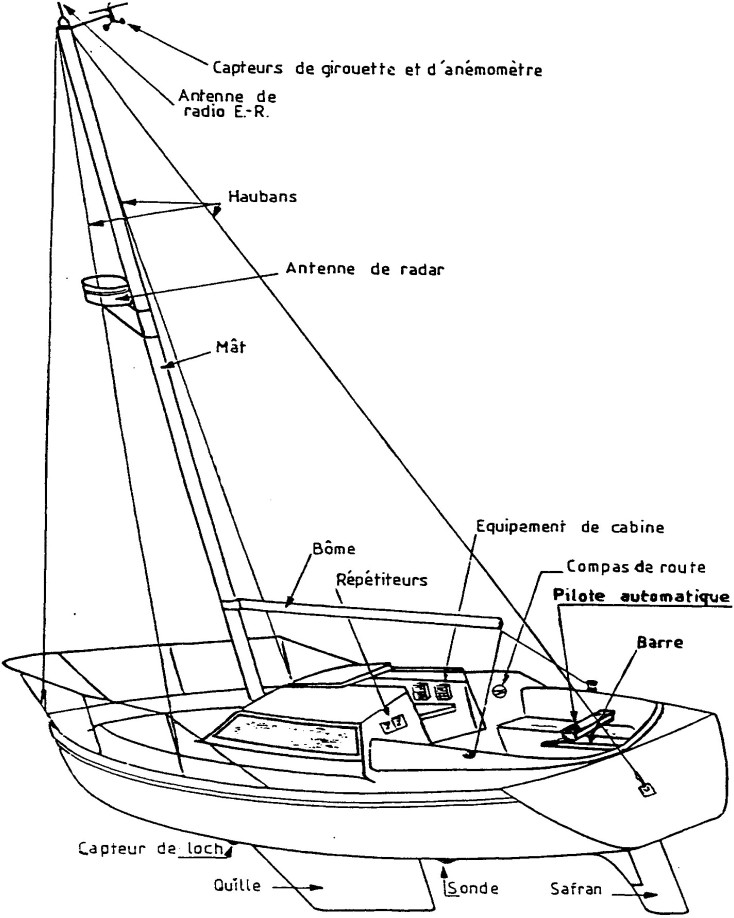 Capteurs de girouette et d'anémomètre
Antenne de
radio E.-R.
Haubans
Antenne de radar
Mât
Equipement de cabine
Bôme
Compas de route
Répétiteurs
Pilote automatique
Barre
Capteur de loch
Quille
Sonde
Safran